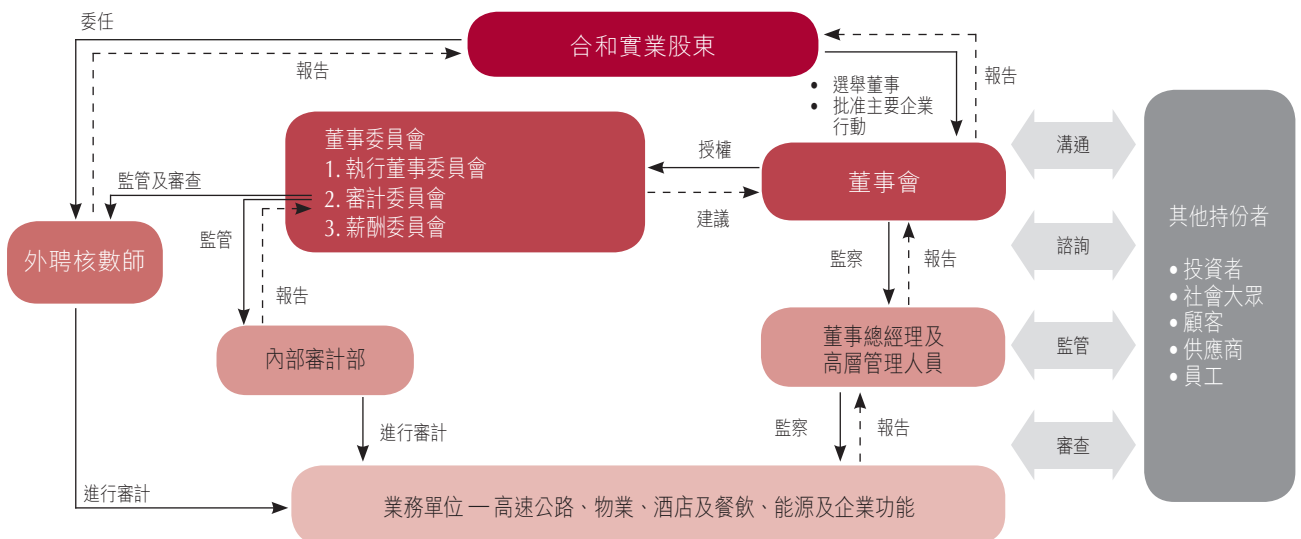 委任
合和實業股東
報告
報告
• 選舉董事
• 批准主要企業
行動
董事委員會
1. 執行董事委員會
2. 審計委員會
3. 薪酬委員會
授權
建議
董事會
溝通
監管及審查
外聘核數師
監管
報告
監察
報告
諮詢
其他持份者
• 投資者
• 社會大眾
• 顧客
• 供應商
• 員工
內部審計部
董事總經理及
高層管理人員
監管
進行審計
監察
報告
審查
進行審計
業務單位 — 高速公路、物業、酒店及餐飲、能源及企業功能